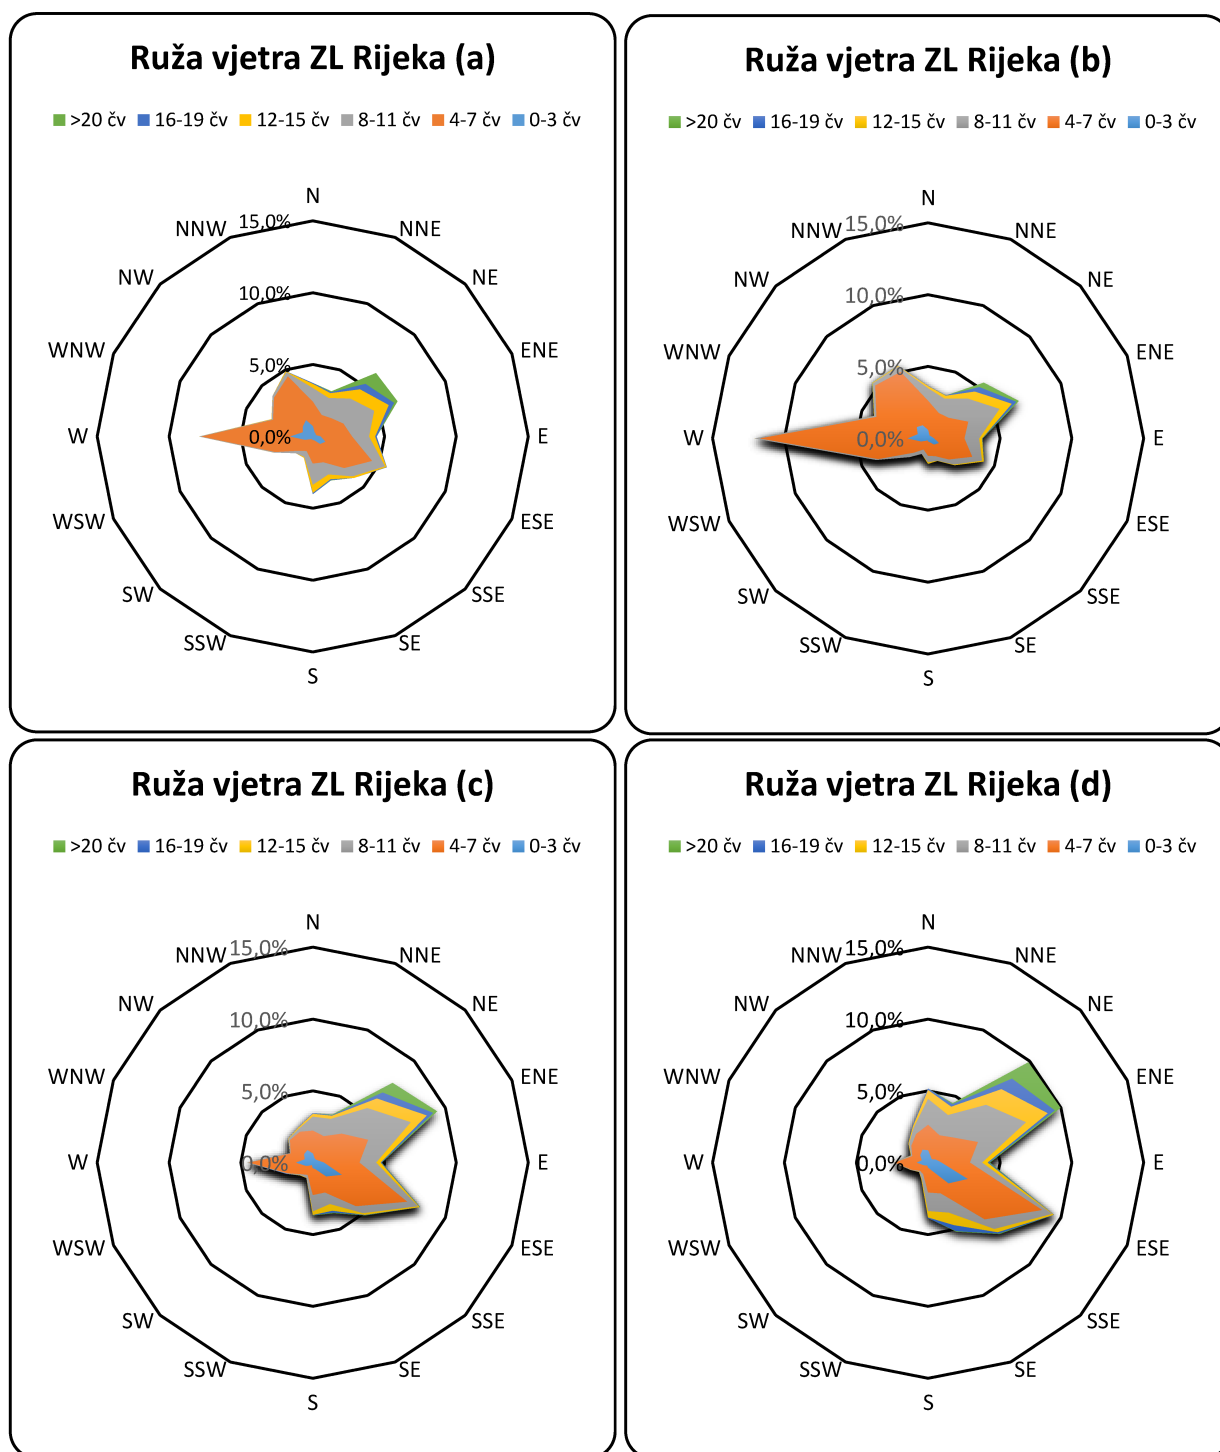 Ruža vjetra ZL Rijeka (a)
>20 čv 16-19 čv 12-15 čv 8-11 čv 4-7 čv 0-3 čv
N
15,0%
NNW
NNE
NW
NE
10,0%
WNW
ENE
5,0%
W
0,0%
E
WSW
ESE
SW
SSE
SSW
SE
S
Ruža vjetra ZL Rijeka (b)
>20 čv 16-19 čv 12-15 čv 8-11 čv 4-7 čv 0-3 čv
N
15,0%
NNW
NNE
NW
NE
10,0%
WNW
ENE
5,0%
W
0,0%
E
WSW
ESE
SW
SSE
SSW
SE
S
Ruža vjetra ZL Rijeka (c)
>20 čv 16-19 čv 12-15 čv 8-11 čv 4-7 čv 0-3 čv
N
15,0%
NNW
NNE
NW
NE
10,0%
WNW
ENE
5,0%
W
0,0%
E
WSW
ESE
SW
SSE
SSW
SE
S
Ruža vjetra ZL Rijeka (d)
>20 čv 16-19 čv 12-15 čv 8-11 čv 4-7 čv 0-3 čv
N
15,0%
NNW
NNE
NW
NE
10,0%
WNW
ENE
5,0%
W
0,0%
E
WSW
ESE
SW
SSE
SSW
SE
S